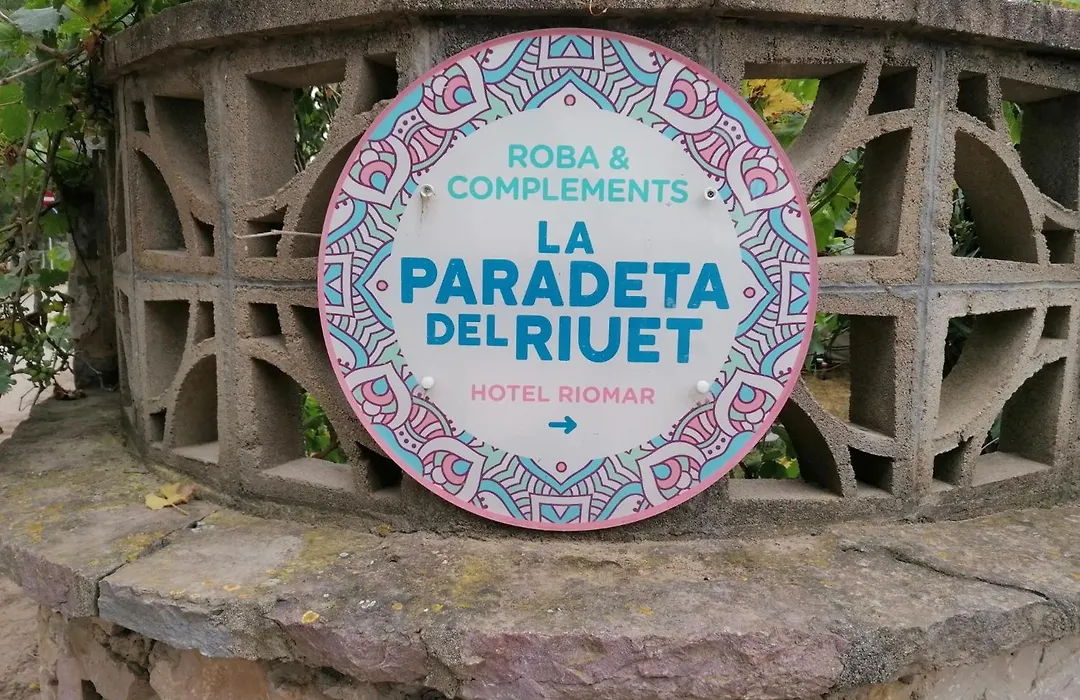 ROBA &
COMPLEMENTS
LA
PARADETA
DEL RIUET
HOTEL RIOMAR
→